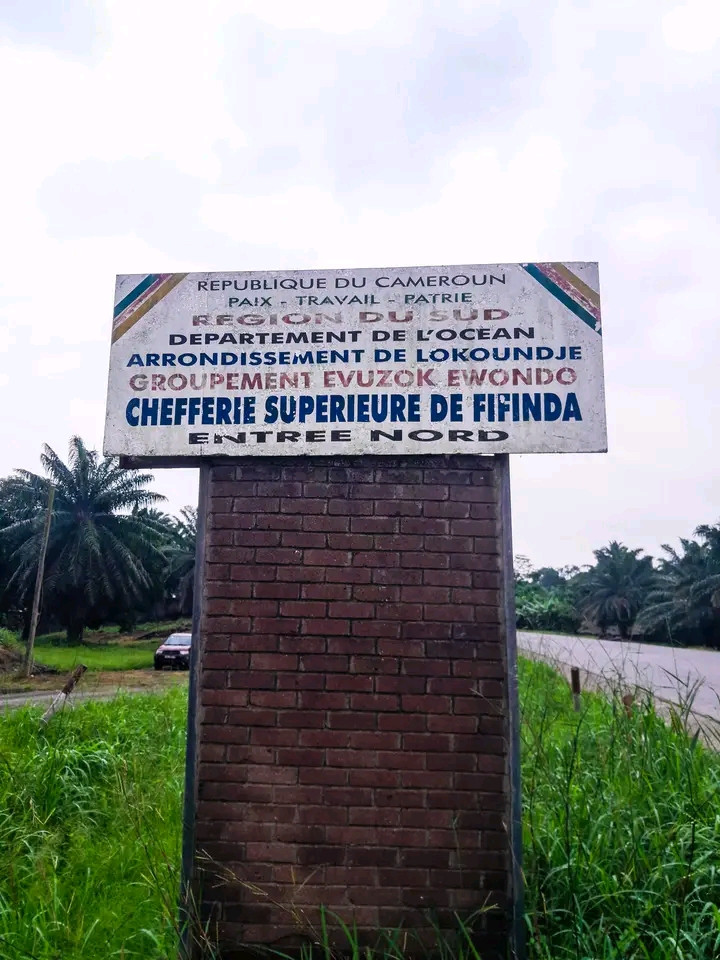 REPUBLIQUE DU CAMEROUN
PAIX - TRAVAIL - PATRIE
REGION DU SUD
DEPARTEMENT DE L'OCEAN
ARRONDISSEMENT DE LOKOUNDJE
GROUPEMENT EVUZOK EWONDO
CHEFFERIE SUPERIEURE DE FIFINDA
ENTREE NORD